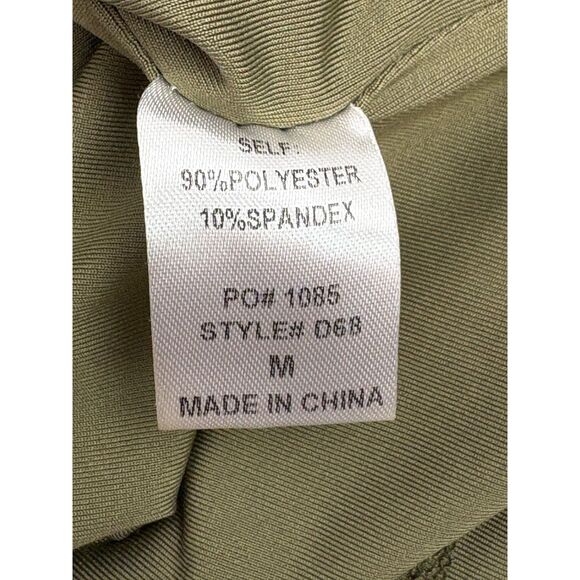 SELF:
90%POLYESTER
10%SPANDEX
PO# 1085
STYLE# D68
M
MADE IN CHINA